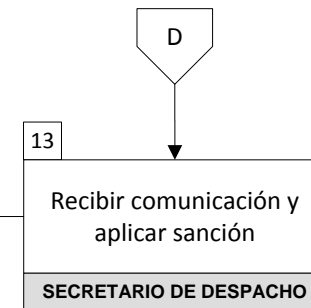 D
13
Recibir comunicación y
aplicar sanción
SECRETARIO DE DESPACHO